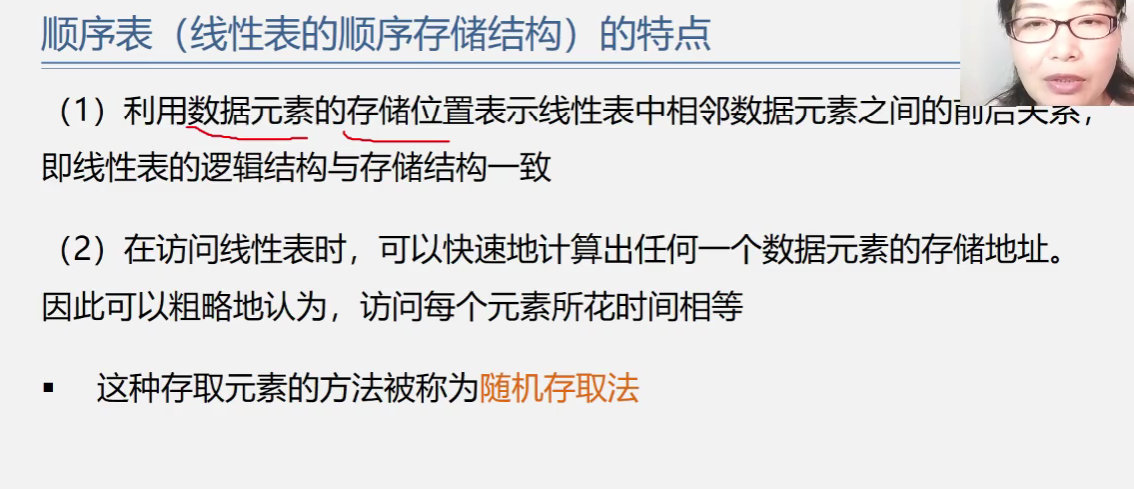 顺序表（线性表的顺序存储结构）的特点
（1）利用数据元素的存储位置表示线性表中相邻数据元素之间的前后关系，
即线性表的逻辑结构与存储结构一致
（2）在访问线性表时，可以快速地计算出任何一个数据元素的存储地址。
因此可以粗略地认为，访问每个元素所花时间相等
▪ 这种存取元素的方法被称为随机存取法